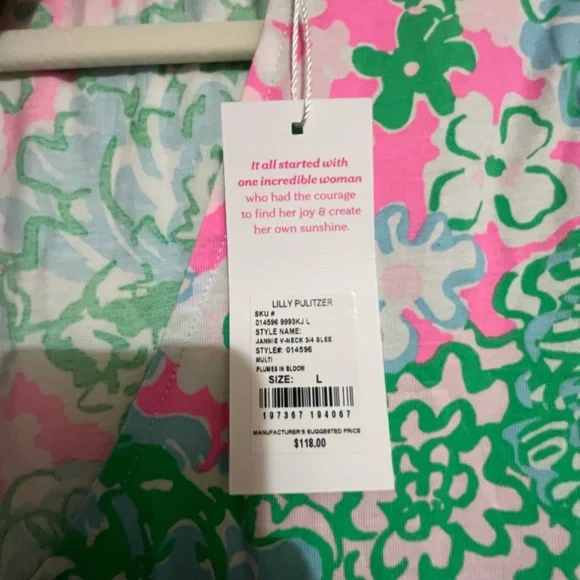 It all started with
one incredible woman
who had the courage
to find her joy & create
her own sunshine.
LILLY PULITZER
SKU #
014596 9993KJ L
STYLE NAME:
JANNIE V-NECK 3/4 SLEE
STYLE#: 014596
MULTI
PLUMES IN BLOOM
SIZE: L
197367 194067
MANUFACTURER'S SUGGESTED PRICE
$118.00